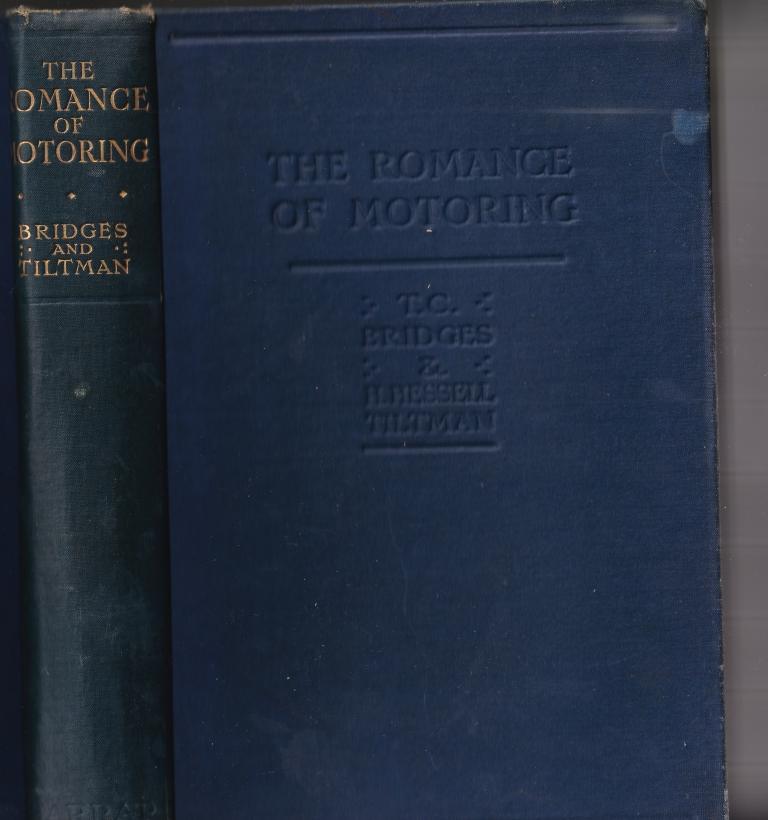 THE
ROMANCE
OF
MOTORING
BRIDGES
AND
TILTMAN
THE ROMANCE
OF MOTORING
T.C.
BRIDGES
&
H. HESSELL
TILTMAN